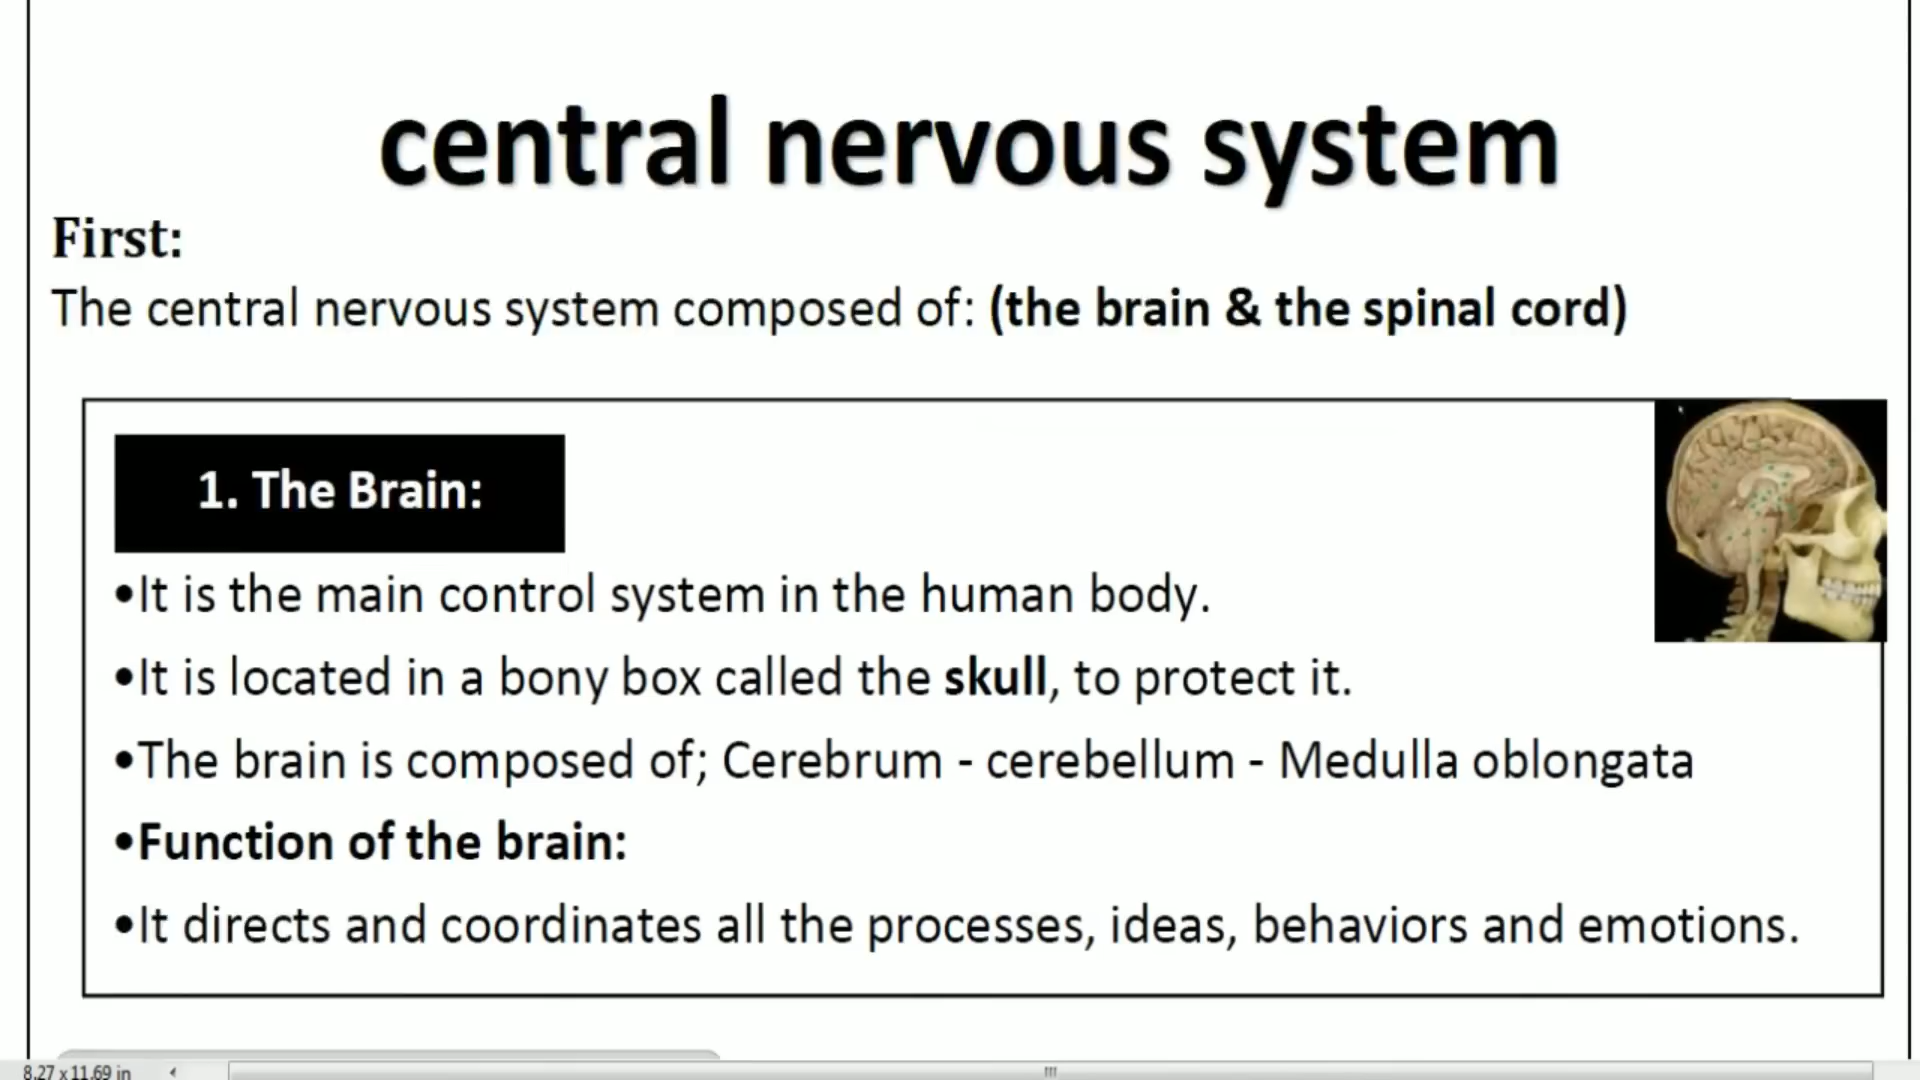 central nervous system
First:
The central nervous system composed of: (the brain & the spinal cord)
1. The Brain:
•It is the main control system in the human body.
•It is located in a bony box called the skull, to protect it.
•The brain is composed of; Cerebrum - cerebellum - Medulla oblongata
•Function of the brain:
•It directs and coordinates all the processes, ideas, behaviors and emotions.
8.27 x 11.69 in